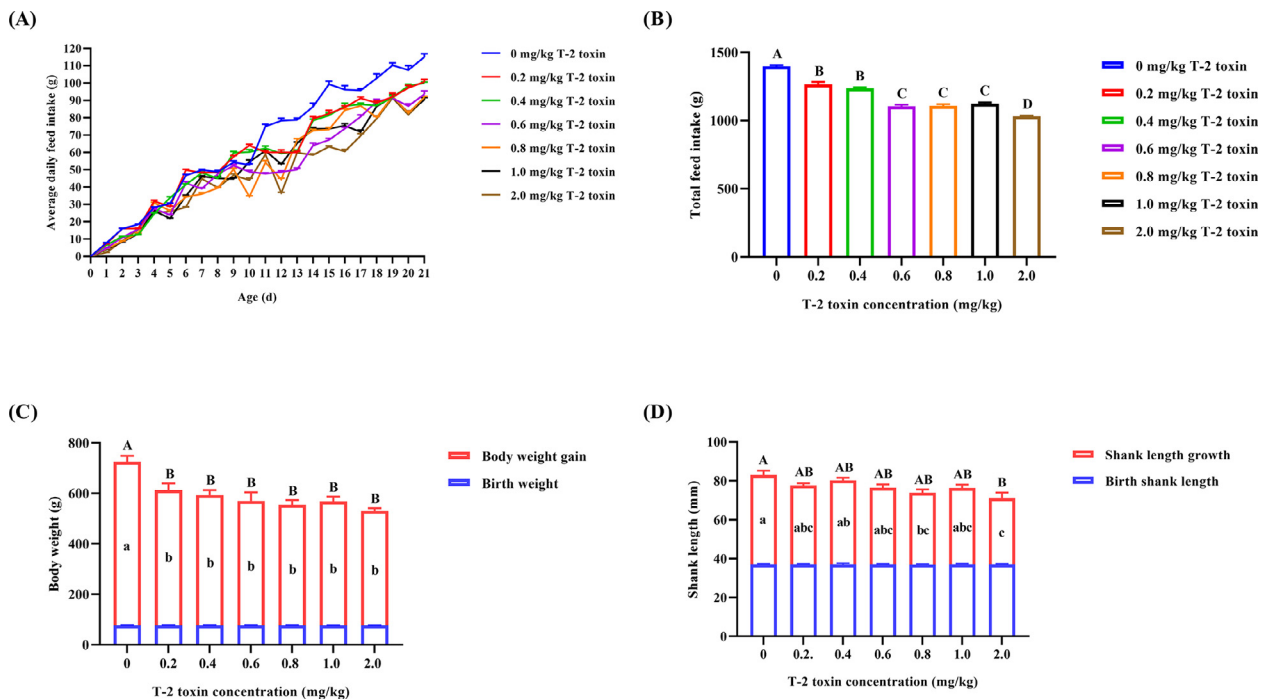 (A)
Average daily feed intake (g)
120
110
100
90
80
70
60
50
40
30
20
10
0
0 1 2 3 4 5 6 7 8 9 10 11 12 13 14 15 16 17 18 19 20 21
Age (d)
0 mg/kg T-2 toxin
0.2 mg/kg T-2 toxin
0.4 mg/kg T-2 toxin
0.6 mg/kg T-2 toxin
0.8 mg/kg T-2 toxin
1.0 mg/kg T-2 toxin
2.0 mg/kg T-2 toxin
(B)
Total feed intake (g)
1500
1000
500
0
A B B C C C D
0 0.2 0.4 0.6 0.8 1.0 2.0
T-2 toxin concentration (mg/kg)
0 mg/kg T-2 toxin
0.2 mg/kg T-2 toxin
0.4 mg/kg T-2 toxin
0.6 mg/kg T-2 toxin
0.8 mg/kg T-2 toxin
1.0 mg/kg T-2 toxin
2.0 mg/kg T-2 toxin
(C)
Body weight (g)
800
600
400
200
0
A B B B B B B
a b b b b b b
0 0.2 0.4 0.6 0.8 1.0 2.0
T-2 toxin concentration (mg/kg)
Body weight gain
Birth weight
(D)
Shank length (mm)
100
80
60
40
20
0
A AB AB AB AB AB B
a abc ab abc bc abc c
0 0.2. 0.4 0.6 0.8 1.0 2.0
T-2 toxin concentration (mg/kg)
Shank length growth
Birth shank length